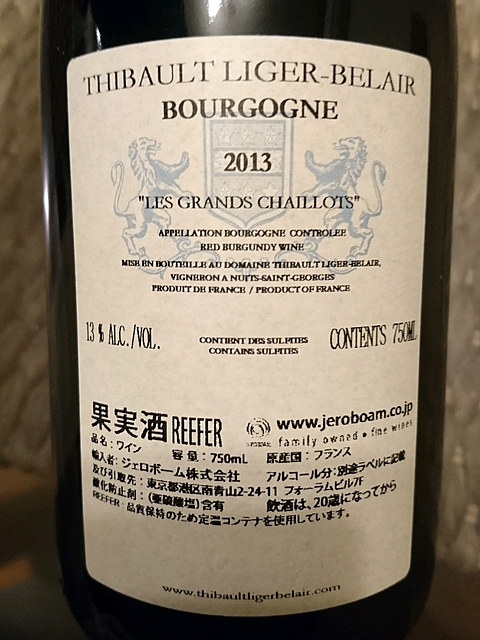 THIBAULT LIGER-BELAIR
BOURGOGNE
2013
"LES GRANDS CHAILLOTS"
APPELLATION BOURGOGNE CONTROLEE
RED BURGUNDY WINE
MISE EN BOUTEILLE AU DOMAINE THIBAULT LIGER-BELAIR,
VIGNERON A NUITS-SAINT-GEORGES
PRODUIT DE FRANCE / PRODUCT OF FRANCE
13 % ALC./VOL.
CONTIENT DES SULPITES
CONTAINS SULPITES
CONTENTS 750ML
果実酒 REEFER
www.jeroboam.co.jp
family owned • fine wines
品名：ワイン 容量：750mL 原産国：フランス
輸入者：ジェロボーム株式会社 アルコール分：別途ラベルに記載
及び引取先：東京都港区南青山2-24-11 フォーラムビル7F
酸化防止剤：（亜硫酸塩）含有 飲酒は、20歳になってから
REEFER・品質保持のため定温コンテナを使用しています。
www.thibaultligerbelair.com